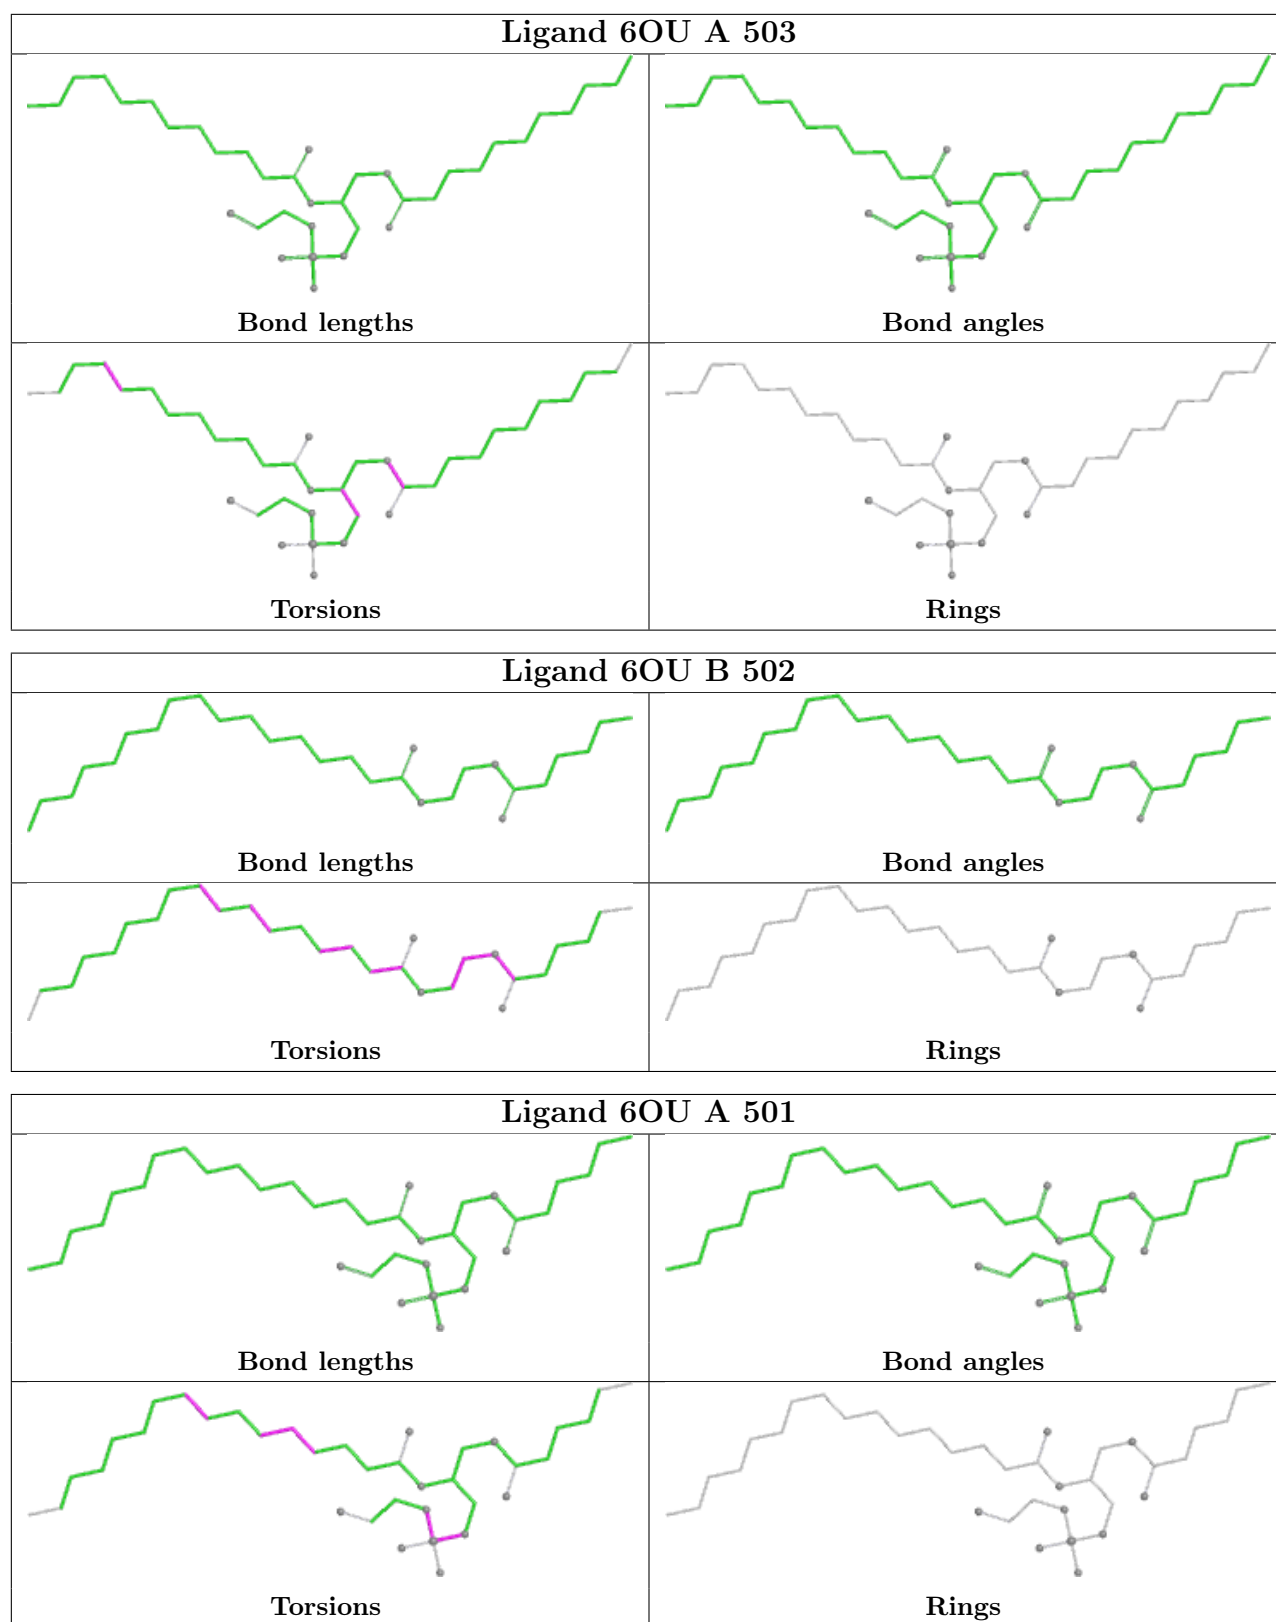 Ligand 6OU A 503
Bond lengths
Bond angles
Torsions
Rings
Ligand 6OU B 502
Bond lengths
Bond angles
Torsions
Rings
Ligand 6OU A 501
Bond lengths
Bond angles
Torsions
Rings